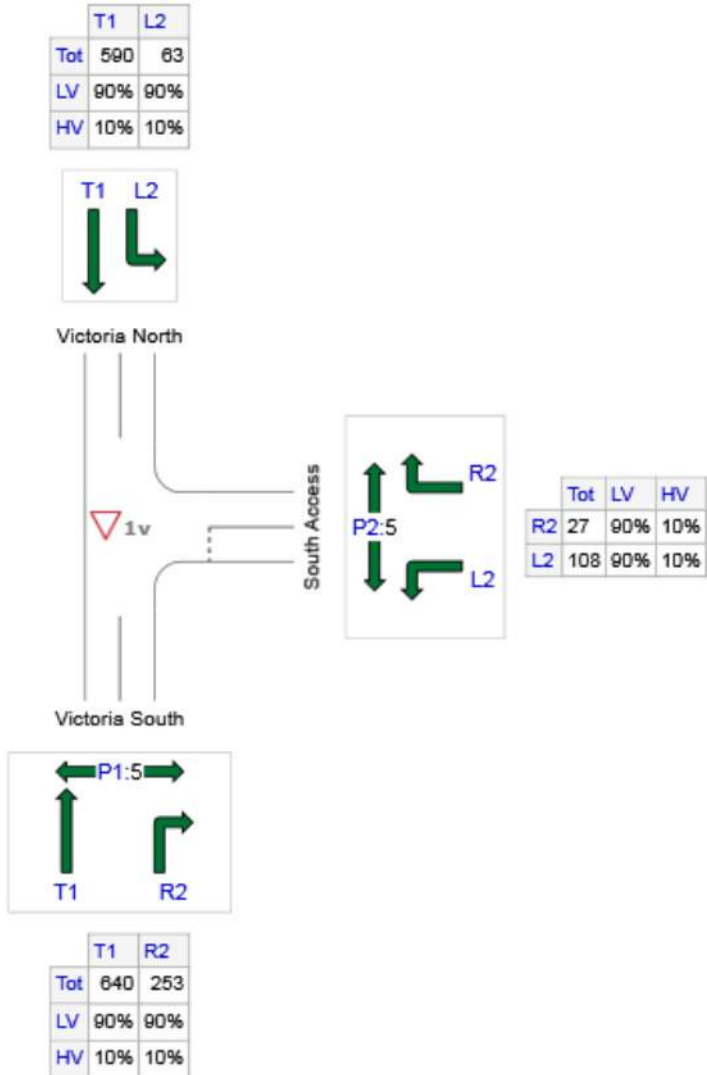 T1 L2
Tot 590 63
LV 90% 90%
HV 10% 10%
T1 L2
Victoria North
1v
South Access
R2
P2:5
L2
Tot LV HV
R2 27 90% 10%
L2 108 90% 10%
Victoria South
P1:5
T1 R2
T1 R2
Tot 640 253
LV 90% 90%
HV 10% 10%